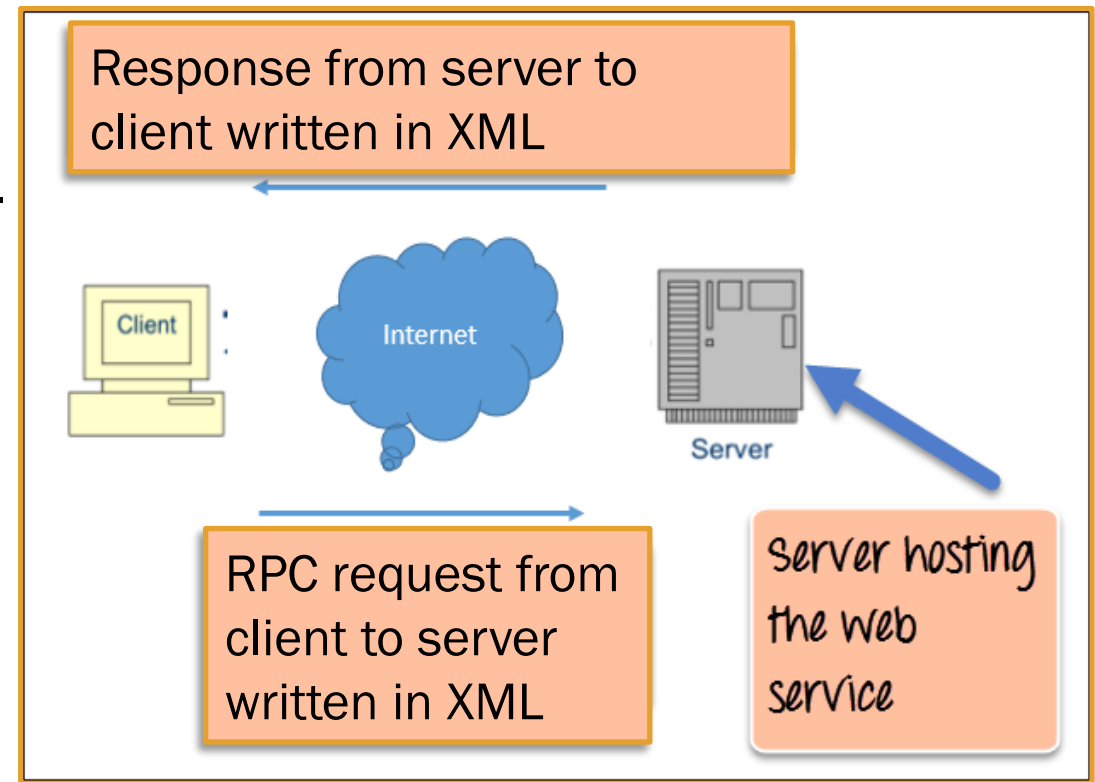 Response from server to
client written in XML
Client
Internet
Server
RPC request from
client to server
written in XML
Server hosting
the web
service